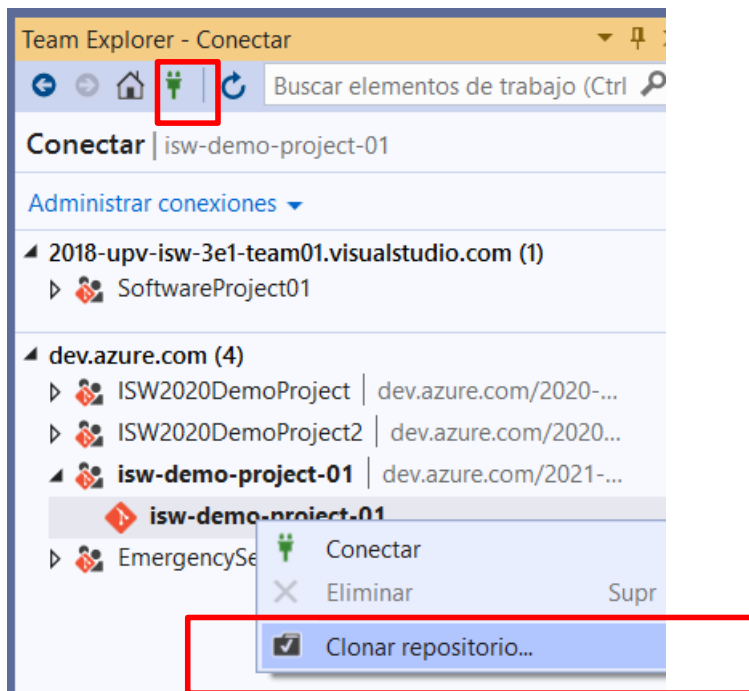 Team Explorer - Conectar
Buscar elementos de trabajo (Ctrl
Conectar | isw-demo-project-01
Administrar conexiones
2018-upv-isw-3e1-team01.visualstudio.com (1)
SoftwareProject01
dev.azure.com (4)
ISW2020DemoProject | dev.azure.com/2020-...
ISW2020DemoProject2 | dev.azure.com/2020...
isw-demo-project-01 | dev.azure.com/2021-...
isw-demo-project-01
Conectar
EmergencySe
Eliminar Supr
Clonar repositorio...